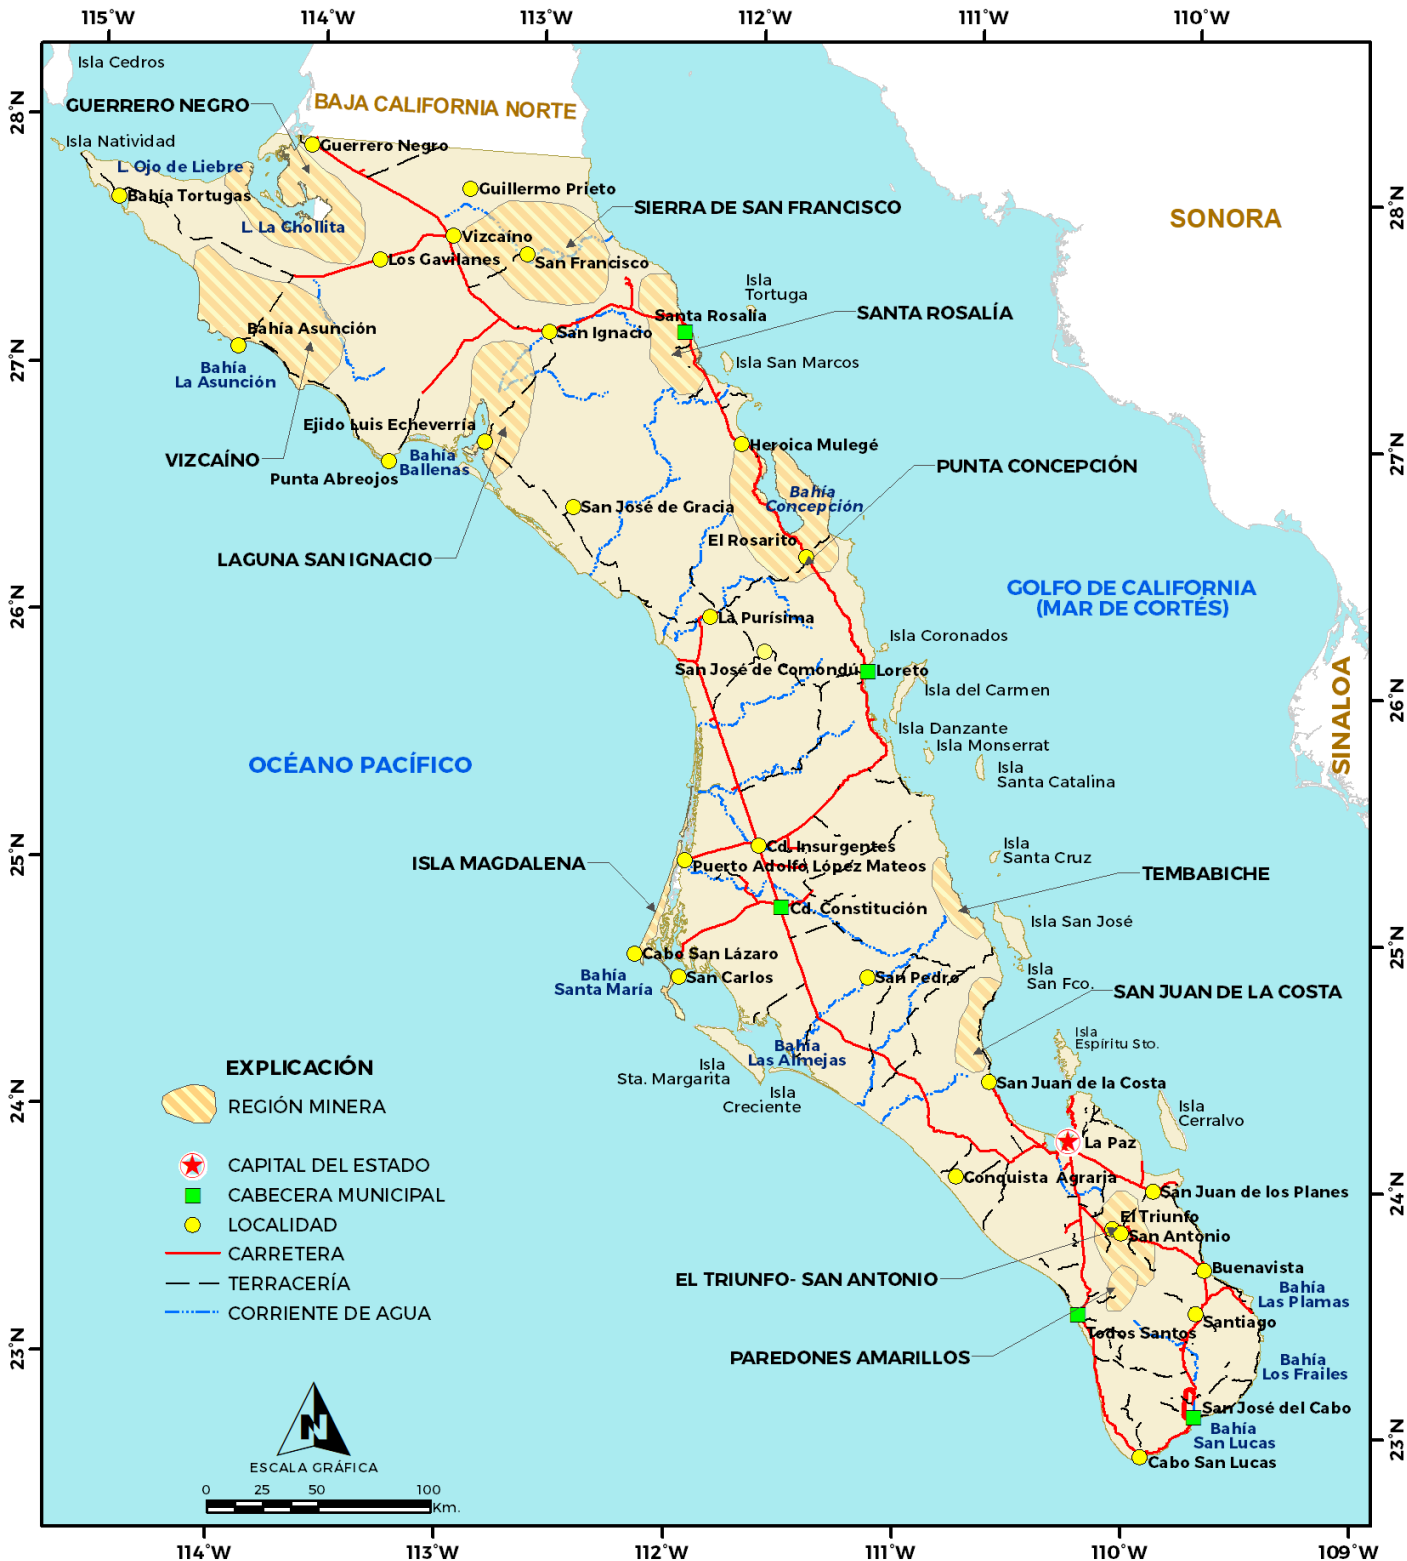 115°W
114°W
113°W
112°W
111°W
110°W
Isla Cedros
GUERRERO NEGRO
BAJA CALIFORNIA NORTE
28°N
Isla Natividad
Guerrero Negro
L. Ojo de Liebre
Bahía Tortugas
Guillermo Prieto
28°N
SIERRA DE SAN FRANCISCO
SONORA
L. La Chollita
Vizcaíno
Los Gavilanes
San Francisco
Isla
Tortuga
Santa Rosalía
SANTA ROSALÍA
Bahía Asunción
San Ignacio
27°N
Isla San Marcos
Bahía
La Asunción
Ejido Luis Echeverría
Heroica Mulegé
27°N
VIZCAÍNO
Bahía
Ballenas
PUNTA CONCEPCIÓN
Punta Abreojos
Bahía
Concepción
San José de Gracia
El Rosarito
LAGUNA SAN IGNACIO
GOLFO DE CALIFORNIA
(MAR DE CORTÉS)
26°N
La Purísima
Isla Coronados
San José de Comondú
Loreto
Isla del Carmen
26°N
SINALOA
Isla Danzante
Isla Monserrat
OCÉANO PACÍFICO
Isla
Santa Catalina
25°N
Cd. Insurgentes
Isla
Santa Cruz
ISLA MAGDALENA
Puerto Adolfo López Mateos
TEMBABICHE
Cd. Constitución
Isla San José
25°N
Cabo San Lázaro
Bahía
Santa María
San Carlos
San Pedro
Isla
San Fco.
SAN JUAN DE LA COSTA
Isla
Espíritu Sto.
Bahía
Las Almejas
Isla
Sta. Margarita
San Juan de la Costa
Isla
Creciente
Isla
Cerralvo
24°N
EXPLICACIÓN
REGIÓN MINERA
CAPITAL DEL ESTADO
CABECERA MUNICIPAL
LOCALIDAD
CARRETERA
TERRACERÍA
CORRIENTE DE AGUA
La Paz
Conquista Agraria
San Juan de los Planes
24°N
El Triunfo
San Antonio
EL TRIUNFO- SAN ANTONIO
Buenavista
Bahía
Las Plamas
Santiago
Todos Santos
23°N
PAREDONES AMARILLOS
Bahía
Los Frailes
San José del Cabo
Bahía
San Lucas
23°N
Cabo San Lucas
N
ESCALA GRÁFICA
0 25 50 100
Km.
114°W
113°W
112°W
111°W
110°W
109°W